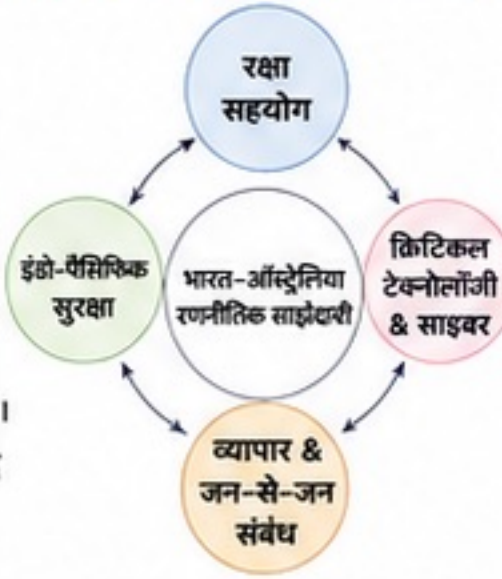 रक्षा
सहयोग
इंडो-पैसिफिक
सुरक्षा
भारत-ऑस्ट्रेलिया
रणनीतिक साझेदारी
क्रिटिकल
टेक्नोलॉजी
& साइबर
व्यापार &
जन-से-जन
संबंध
।